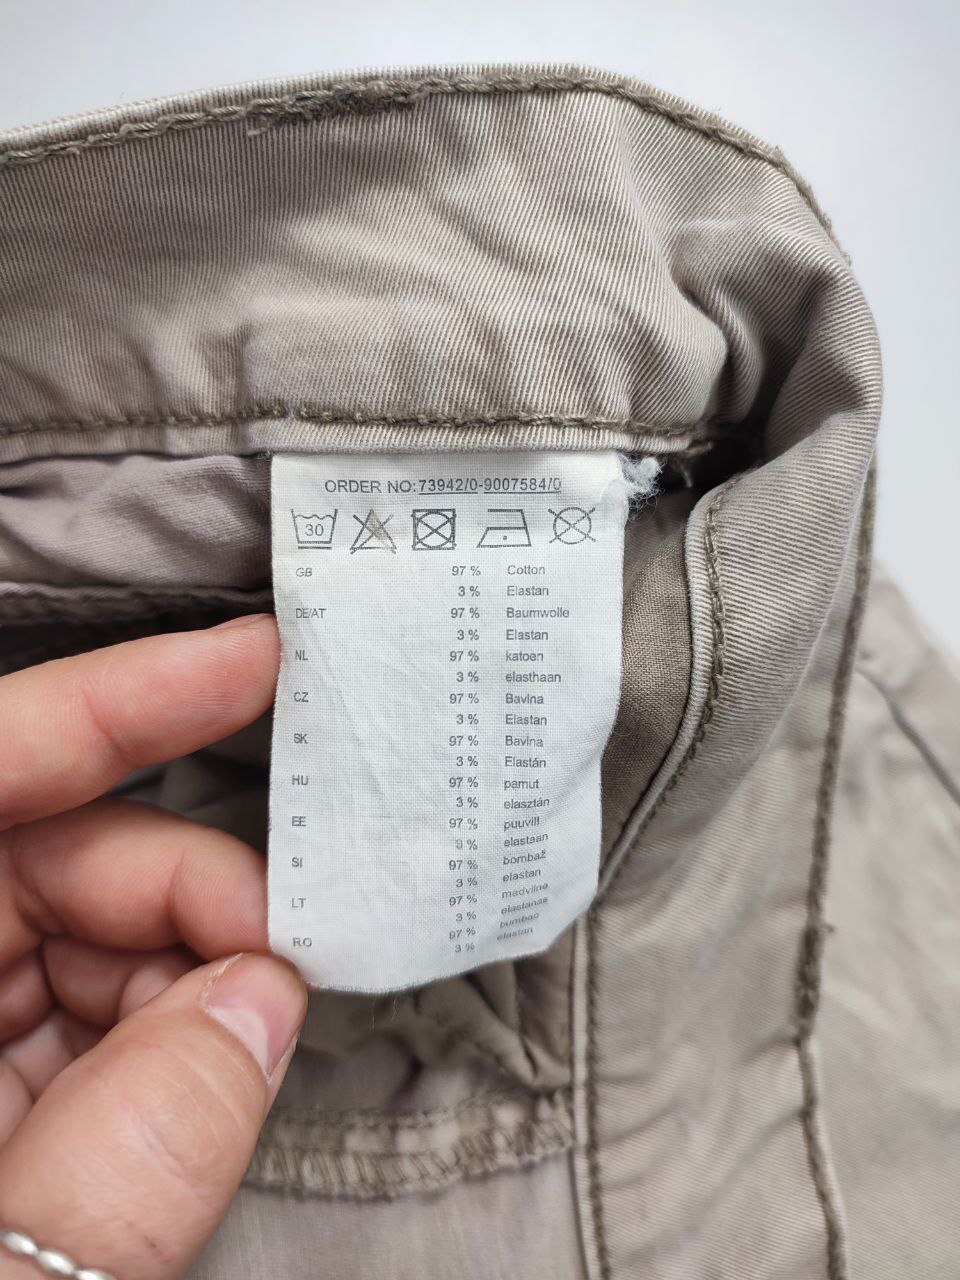 ORDER NO:73942/0-9007584/0
30
GB 97 % Cotton
3 % Elastan
DE/AT 97 % Baumwolle
3 % Elastan
NL 97 % katoen
3 % elasthaan
CZ 97 % Bavlna
3 % Elastan
SK 97 % Bavlna
3 % Elastán
HU 97 % pamut
3 % elasztán
EE 97 % puuvill
3 % elastaan
SI 97 % bombaž
3 % elastan
LT 97 % medvilnė
3 % elastanas
RO 97 % bumbac
3 % elastan